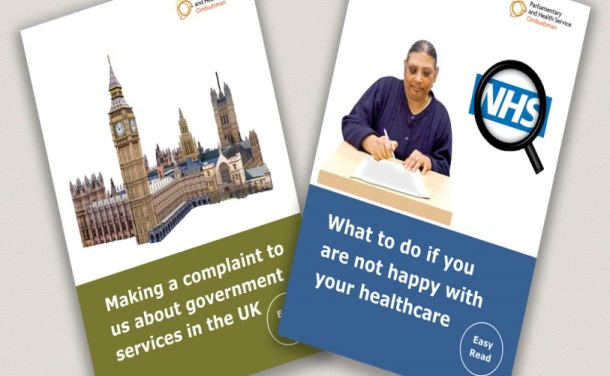 Ombudsman
Making a complaint to
us about government
services in the UK
Parliamentary
and Health Service
Ombudsman
NHS
What to do if you
are not happy with
your healthcare
Easy
Read